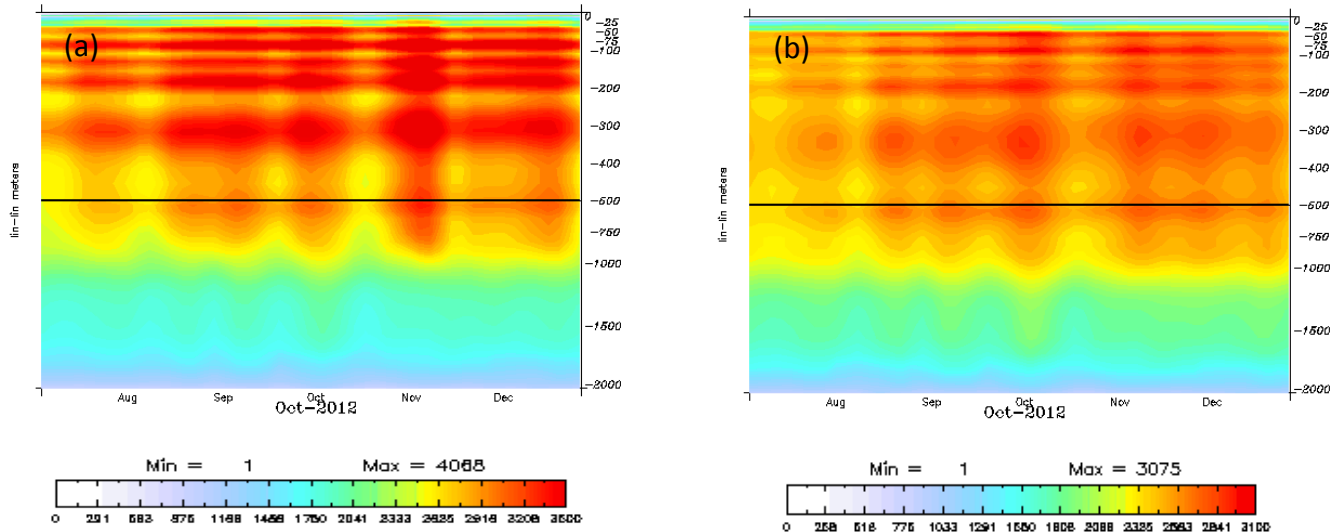 (a)
0
-25
-50
-75
-100
-200
-300
-400
-500
-750
-1000
-1500
-2000
lin-lin meters
Aug Sep Oct Nov Dec
Oct-2012
Min = 1 Max = 4068
0 291 583 875 1166 1458 1750 2041 2333 2625 2916 3208 3500
(b)
0
-25
-50
-75
-100
-200
-300
-400
-500
-750
-1000
-1500
-2000
lin-lin meters
Aug Sep Oct Nov Dec
Oct-2012
Min = 1 Max = 3075
0 258 516 775 1033 1291 1550 1808 2066 2325 2583 2841 3100